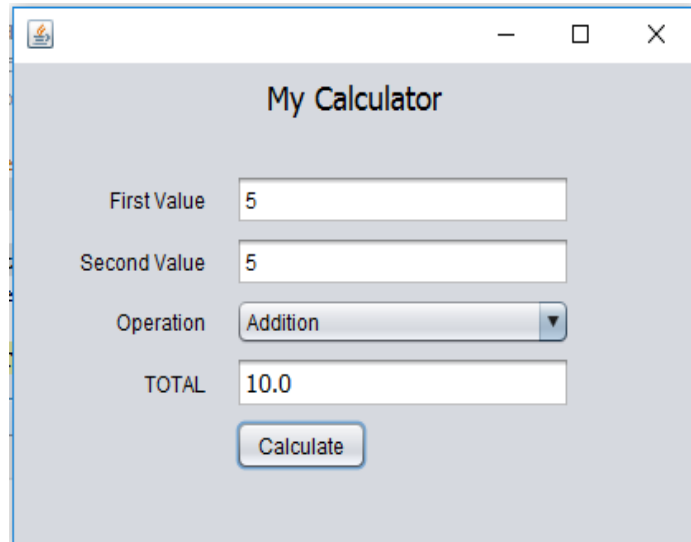 My Calculator
First Value 5
Second Value 5
Operation Addition
TOTAL 10.0
Calculate